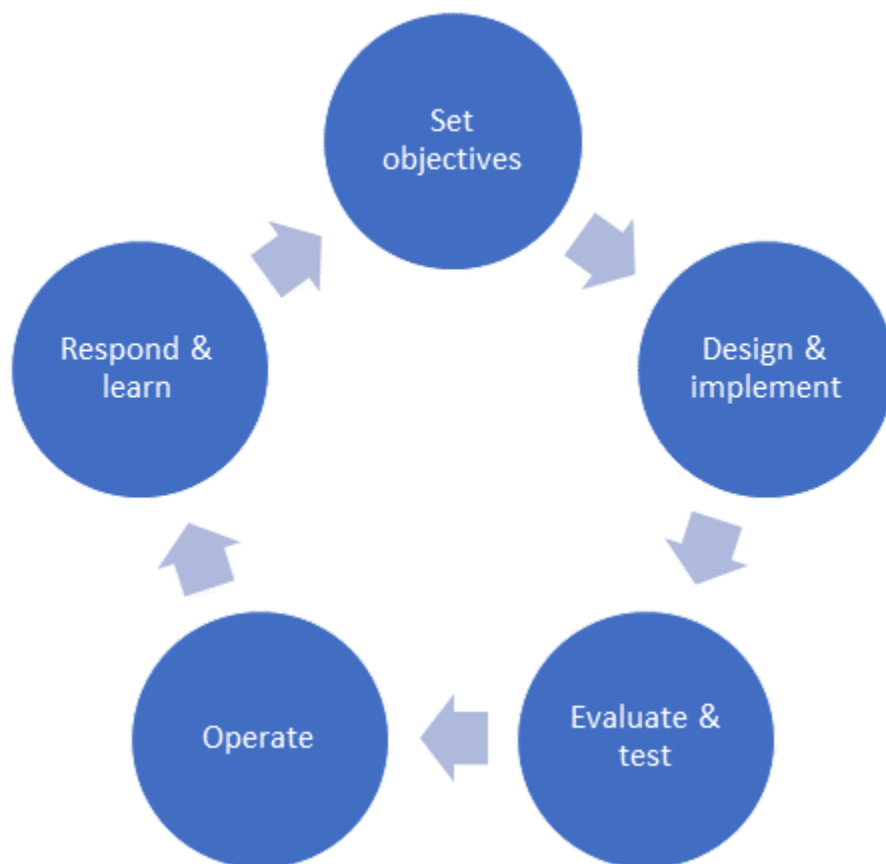 Set
objectives
Design &
implement
Evaluate &
test
Operate
Respond &
learn